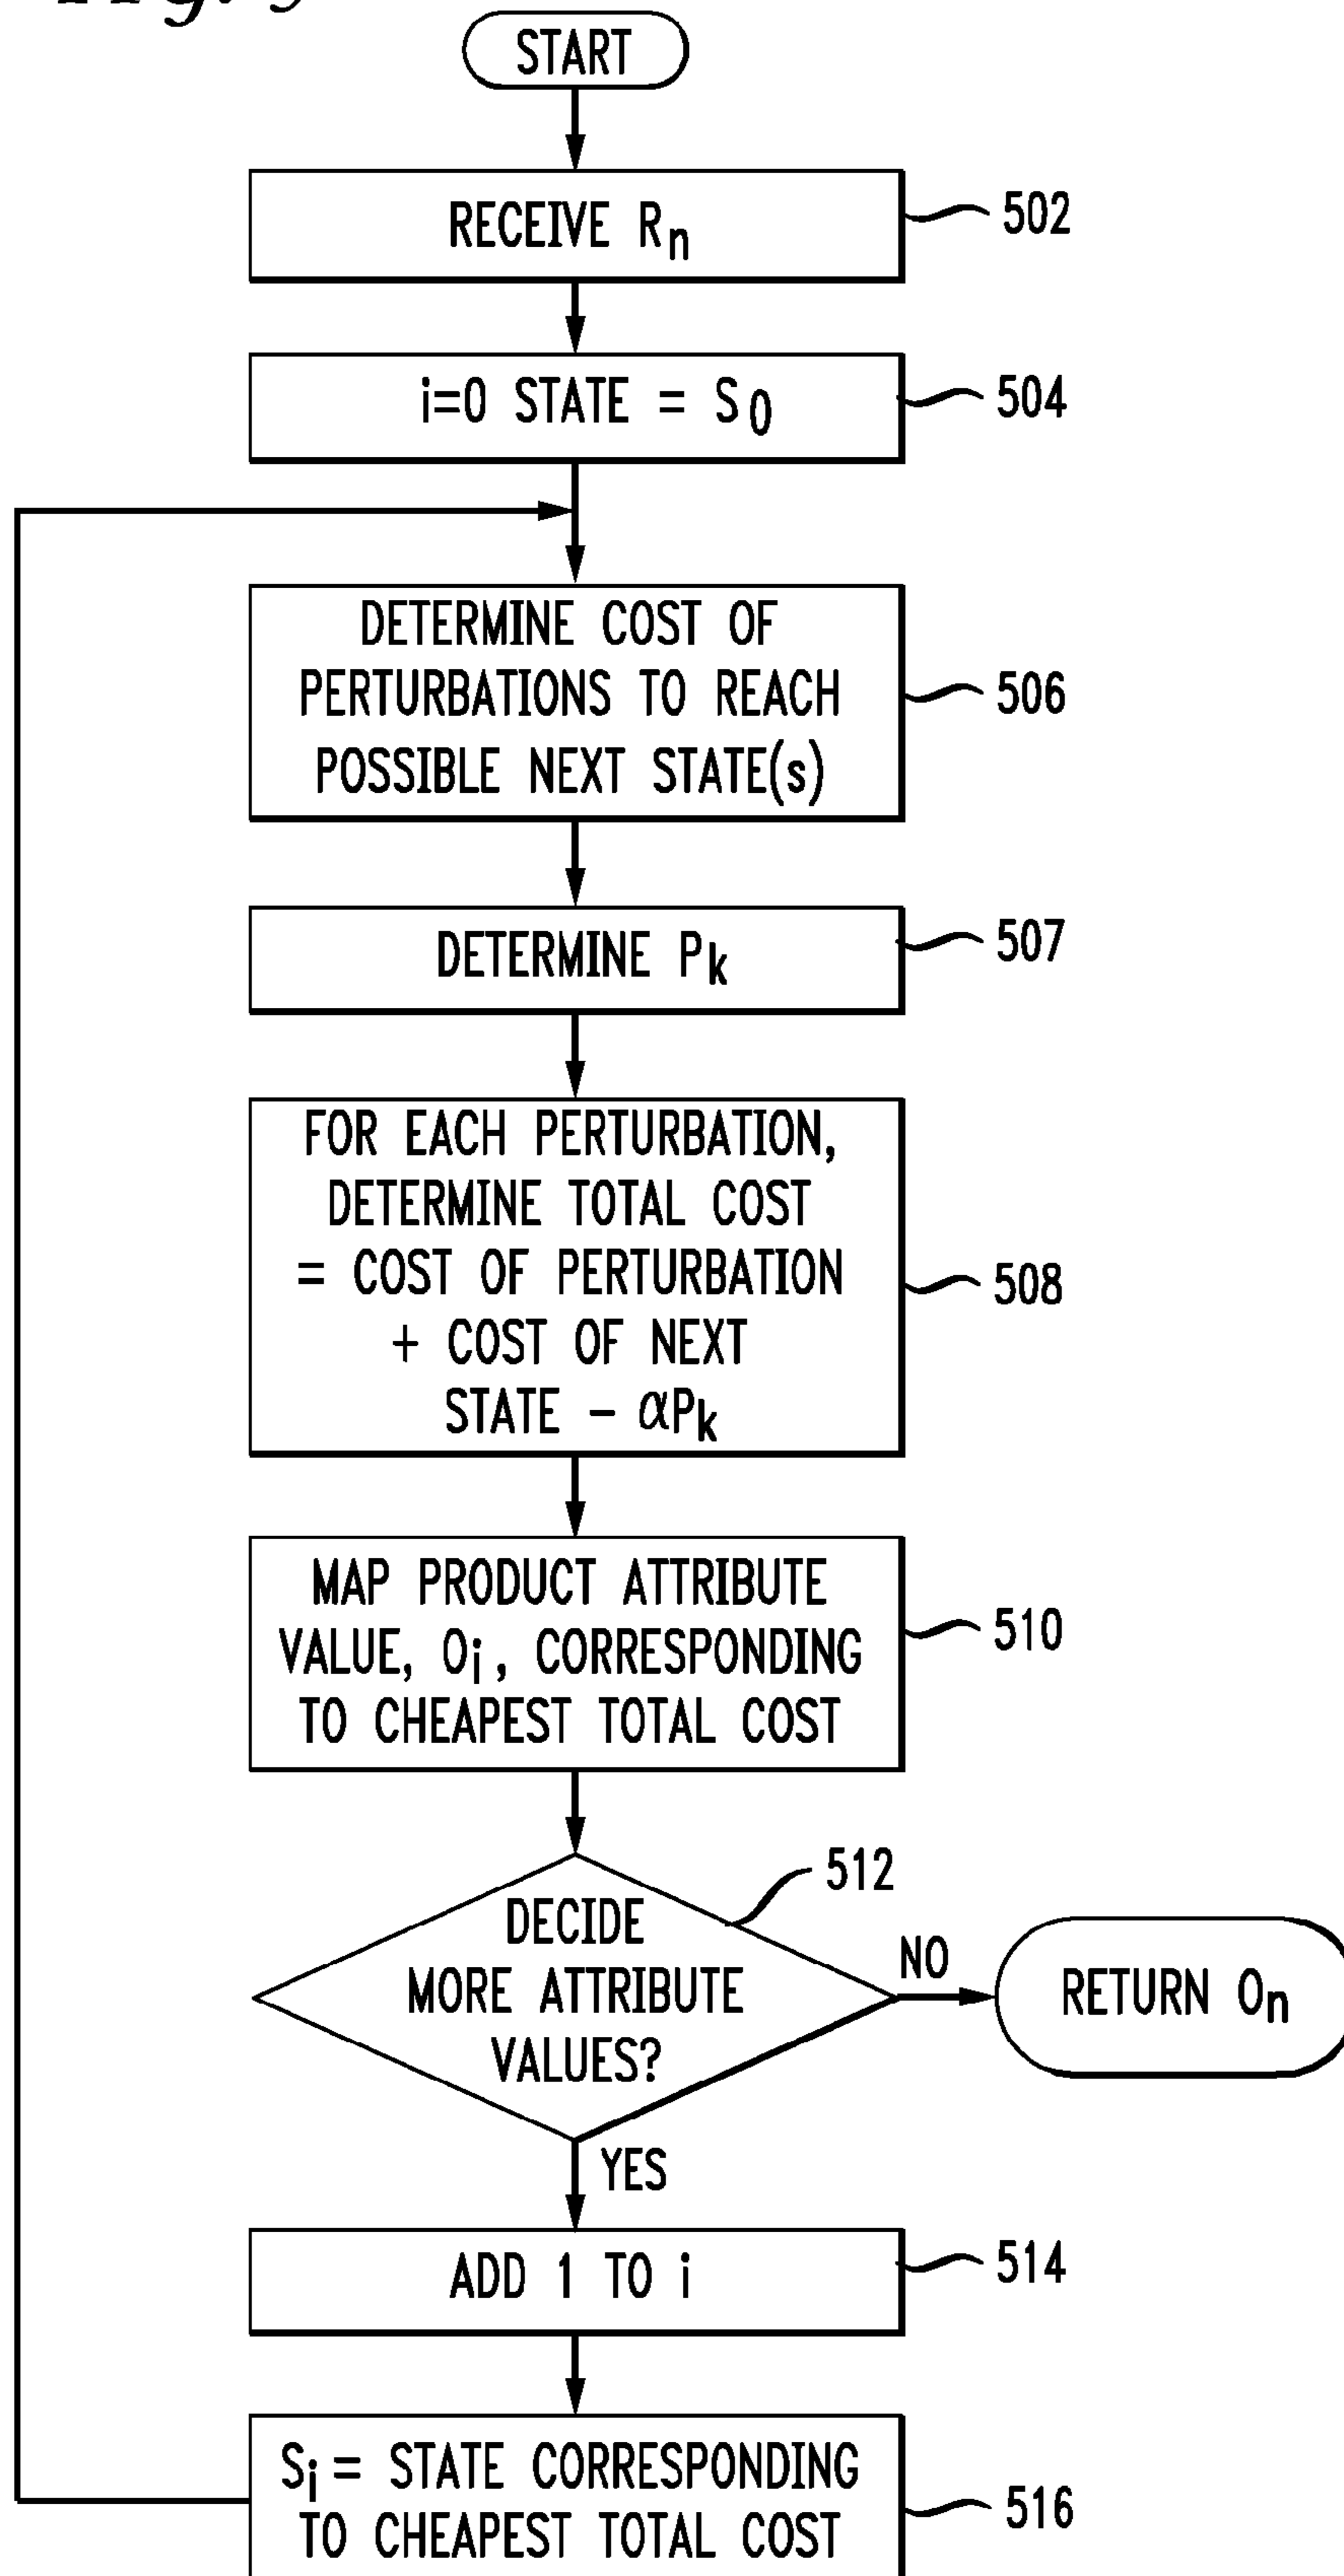 START
RECEIVE Rn
502
i=0 STATE = S0
504
DETERMINE COST OF
PERTURBATIONS TO REACH
POSSIBLE NEXT STATE(s)
506
DETERMINE Pk
507
FOR EACH PERTURBATION,
DETERMINE TOTAL COST
= COST OF PERTURBATION
+ COST OF NEXT
STATE - αPk
508
MAP PRODUCT ATTRIBUTE
VALUE, Oi, CORRESPONDING
TO CHEAPEST TOTAL COST
510
DECIDE
MORE ATTRIBUTE
VALUES?
512
NO
RETURN On
YES
ADD 1 TO i
514
Si = STATE CORRESPONDING
TO CHEAPEST TOTAL COST
516